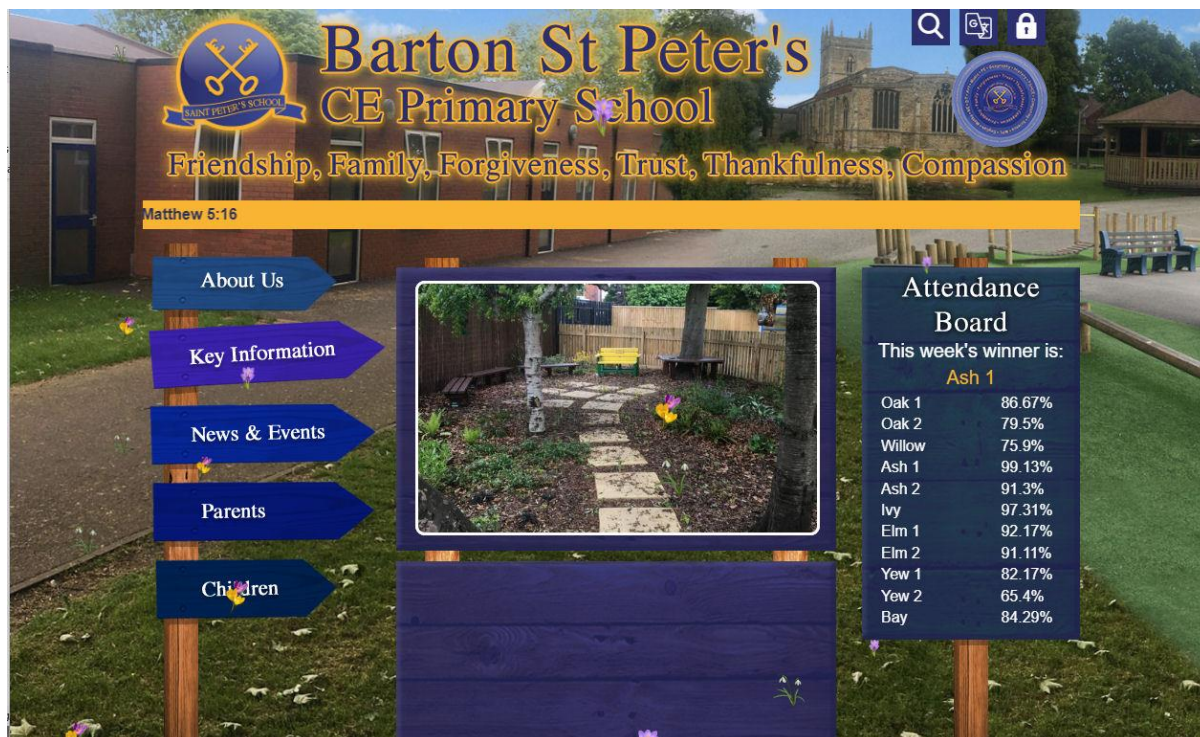 Barton St Peter's
CE Primary School
SAINT PETER'S SCHOOL
Friendship, Family, Forgiveness, Trust, Thankfulness, Compassion
Matthew 5:16
About Us
Key Information
News & Events
Parents
Children
Attendance
Board
This week's winner is:
Ash 1
Oak 1 86.67%
Oak 2 79.5%
Willow 75.9%
Ash 1 99.13%
Ash 2 91.3%
Ivy 97.31%
Elm 1 92.17%
Elm 2 91.11%
Yew 1 82.17%
Yew 2 65.4%
Bay 84.29%